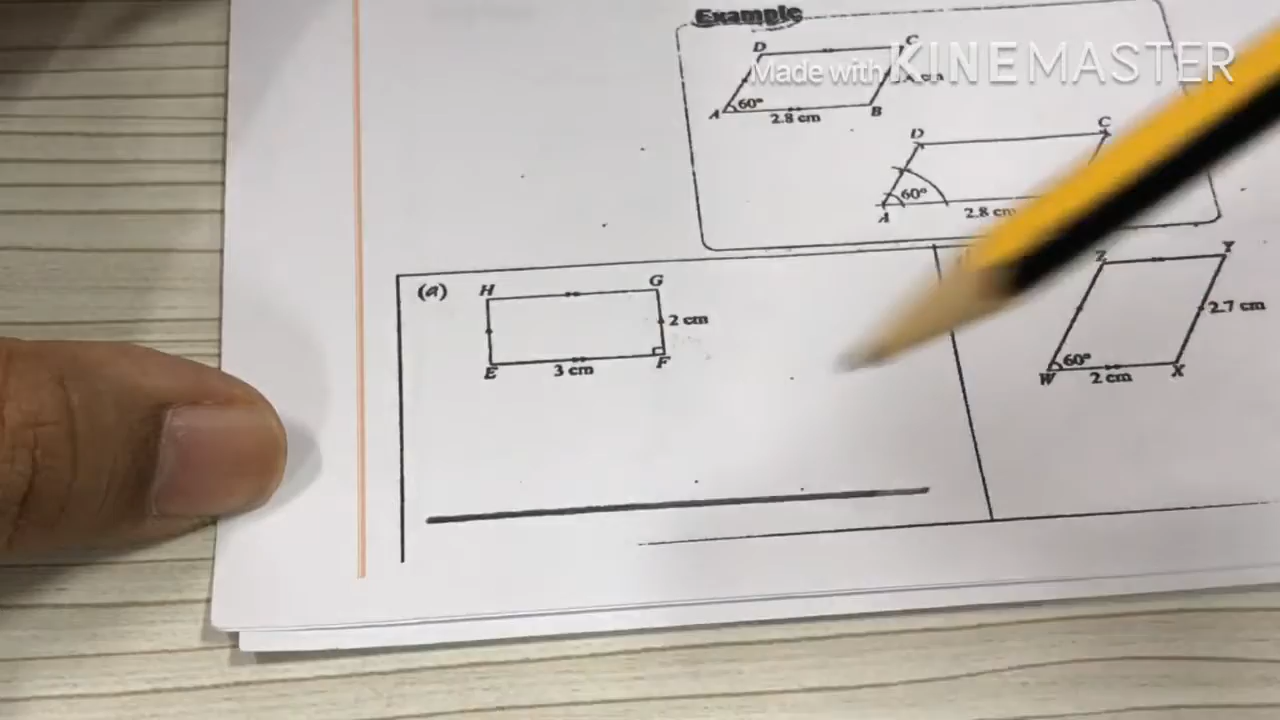 Example
D C
Made with KINEMASTER
cm
A 60° B
2.8 cm
D C
60°
A 2.8 cm
(a) H G
2 cm
E F
3 cm
Z Y
2.7 cm
60°
W X
2 cm